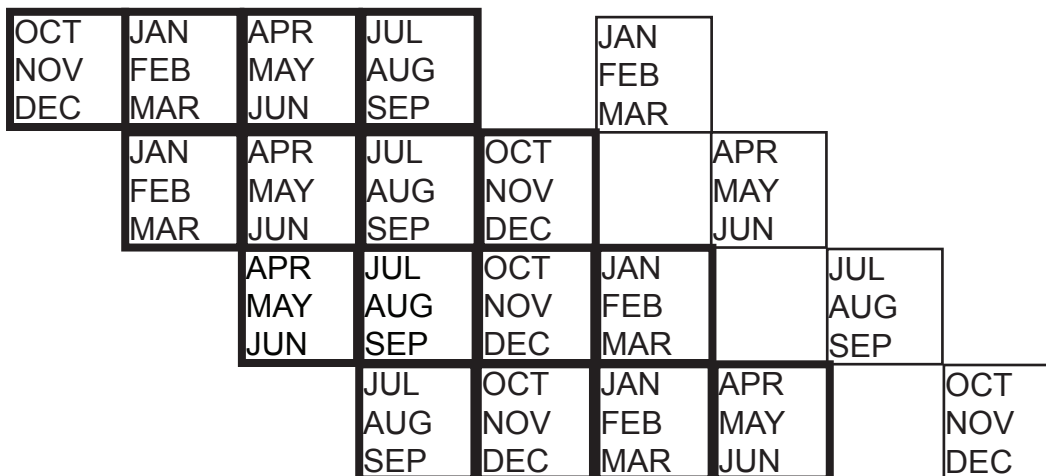 OCT JAN APR JUL JAN
NOV FEB MAY AUG FEB
DEC MAR JUN SEP MAR
JAN APR JUL OCT APR
FEB MAY AUG NOV MAY
MAR JUN SEP DEC JUN
APR JUL OCT JAN JUL
MAY AUG NOV FEB AUG
JUN SEP DEC MAR SEP
JUL OCT JAN APR OCT
AUG NOV FEB MAY NOV
SEP DEC MAR JUN DEC